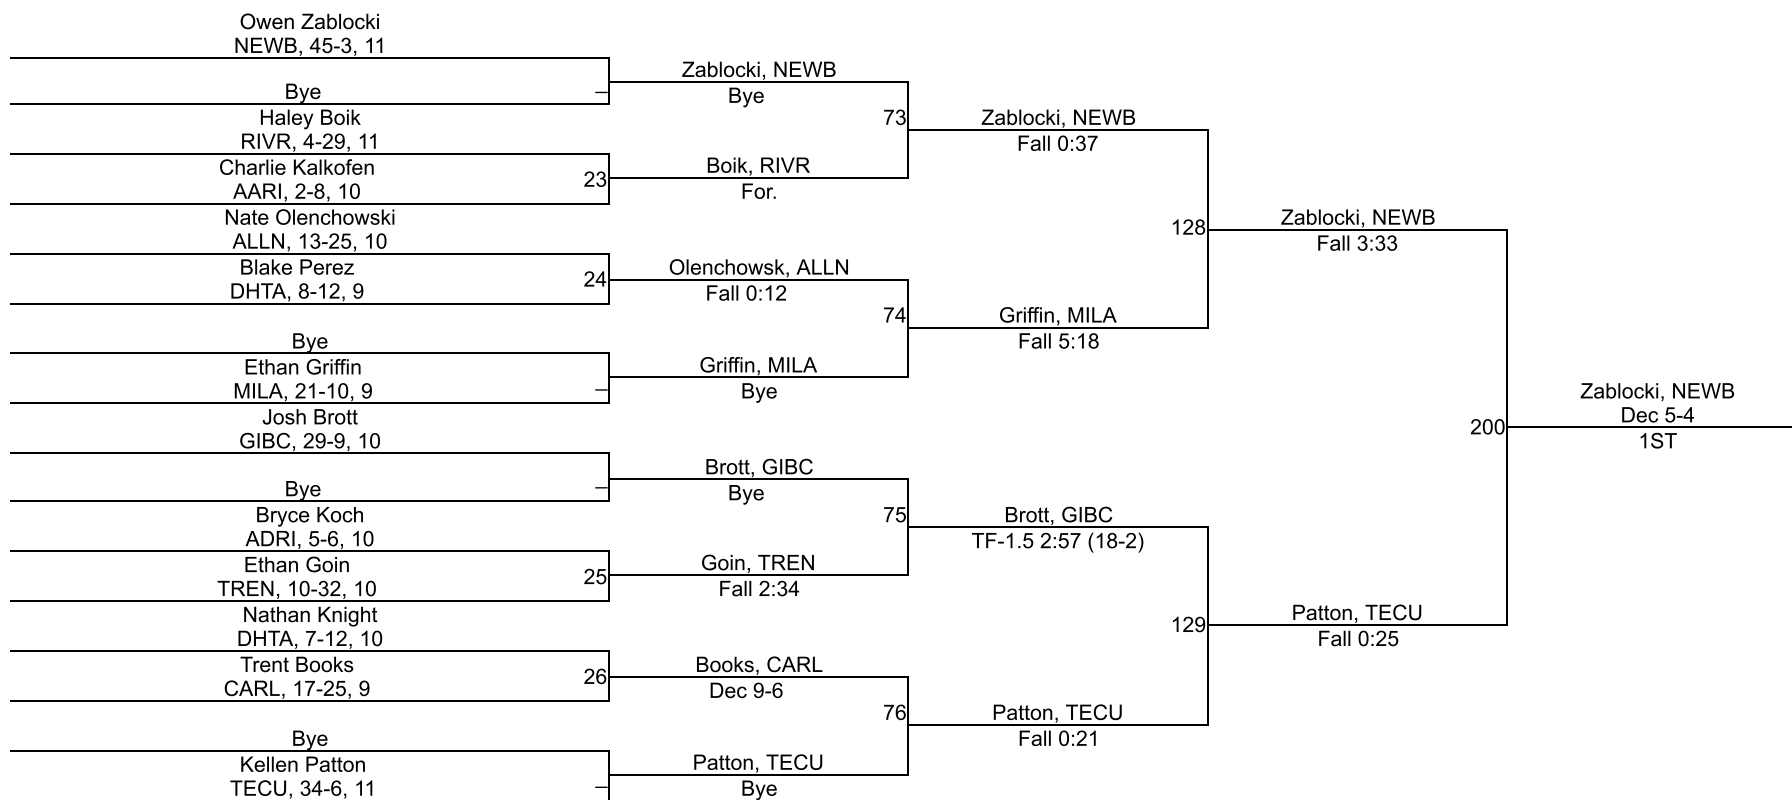 Owen Zablocki
NEWB, 45-3, 11
Bye
Haley Boik
RIVR, 4-29, 11
Charlie Kalkofen
AARI, 2-8, 10
Nate Olenchowski
ALLN, 13-25, 10
Blake Perez
DHTA, 8-12, 9
Bye
Ethan Griffin
MILA, 21-10, 9
Josh Brott
GIBC, 29-9, 10
Bye
Bryce Koch
ADRI, 5-6, 10
Ethan Goin
TREN, 10-32, 10
Nathan Knight
DHTA, 7-12, 10
Trent Books
CARL, 17-25, 9
Bye
Kellen Patton
TECU, 34-6, 11
–
23
24
–
–
25
26
–
Zablocki, NEWB
Bye
Boik, RIVR
For.
Olenchowsk, ALLN
Fall 0:12
Griffin, MILA
Bye
Brott, GIBC
Bye
Goin, TREN
Fall 2:34
Books, CARL
Dec 9-6
Patton, TECU
Bye
73
74
75
76
Zablocki, NEWB
Fall 0:37
Griffin, MILA
Fall 5:18
Brott, GIBC
TF-1.5 2:57 (18-2)
Patton, TECU
Fall 0:21
128
129
Zablocki, NEWB
Fall 3:33
Patton, TECU
Fall 0:25
200
Zablocki, NEWB
Dec 5-4
1ST